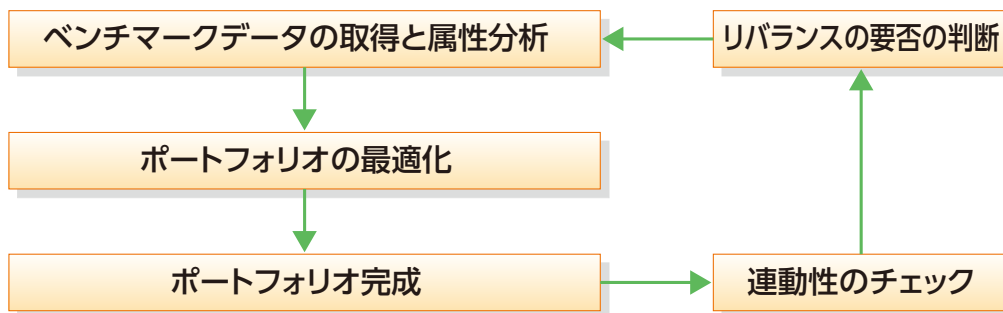 ベンチマークデータの取得と属性分析
リバランスの要否の判断
ポートフォリオの最適化
ポートフォリオ完成
連動性のチェック